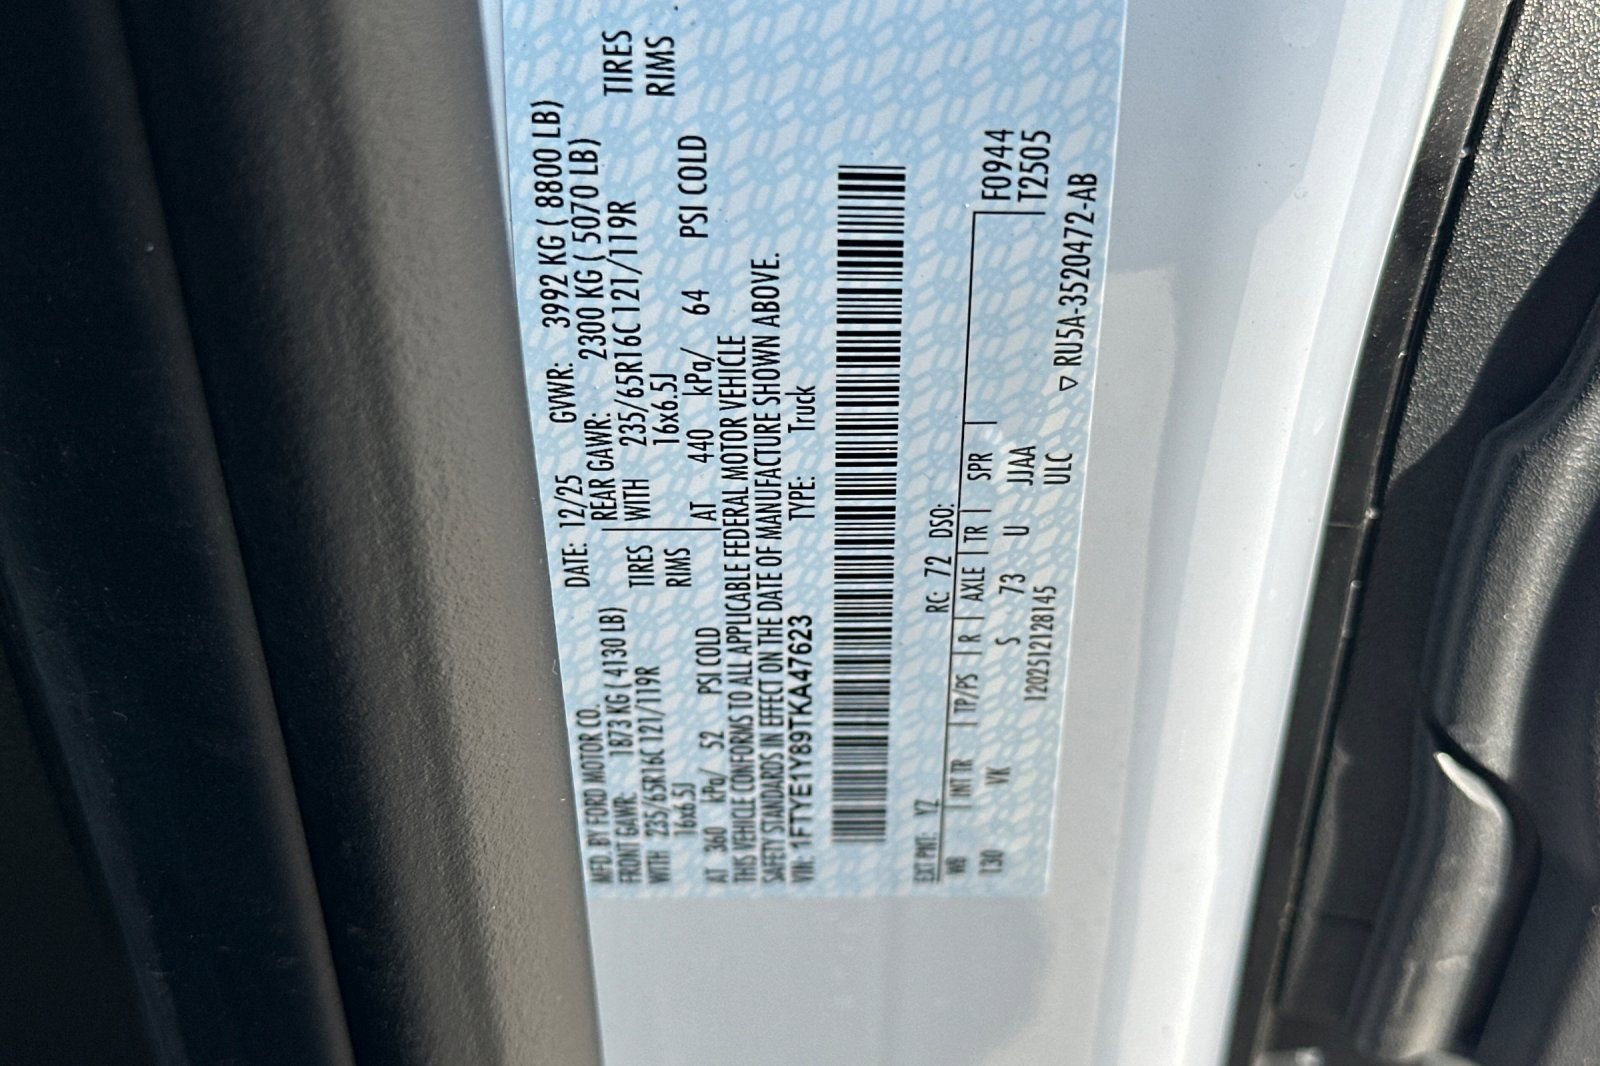 MFD. BY FORD MOTOR CO.
DATE: 12/25 GVWR: 3992 KG ( 8800 LB)
FRONT GAWR: 1873 KG ( 4130 LB) REAR GAWR: 2300 KG ( 5070 LB)
WITH 235/65R16C 121/119R TIRES WITH 235/65R16C 121/119R TIRES
16x6.5J RIMS 16x6.5J RIMS
AT 360 kPa/ 52 PSI COLD AT 440 kPa/ 64 PSI COLD
THIS VEHICLE CONFORMS TO ALL APPLICABLE FEDERAL MOTOR VEHICLE
SAFETY STANDARDS IN EFFECT ON THE DATE OF MANUFACTURE SHOWN ABOVE.
VIN: 1FTYE1Y89TKA47623 TYPE: Truck
EXT PNT: YZ RC: 72 DSO:
WB INT TR TP/PS R AXLE TR SPR F0944
130 VK S 73 U JJAA T2505
1202512128145 ULC ▽ RU5A-3520472-AB